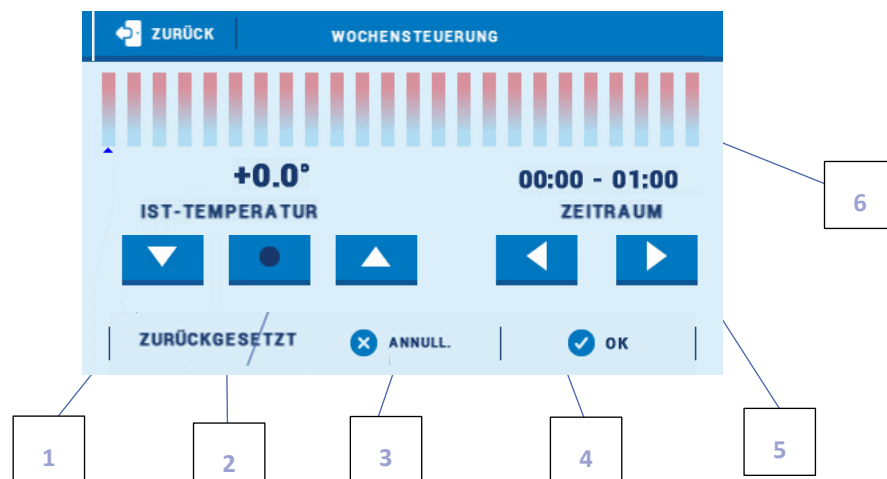 ZURÜCK
WOCHENSTEUERUNG
+0.0°
00:00 - 01:00
IST-TEMPERATUR
ZEITRAUM
6
ZURÜCKGESETZT
ANNULL.
OK
1
2
3
4
5